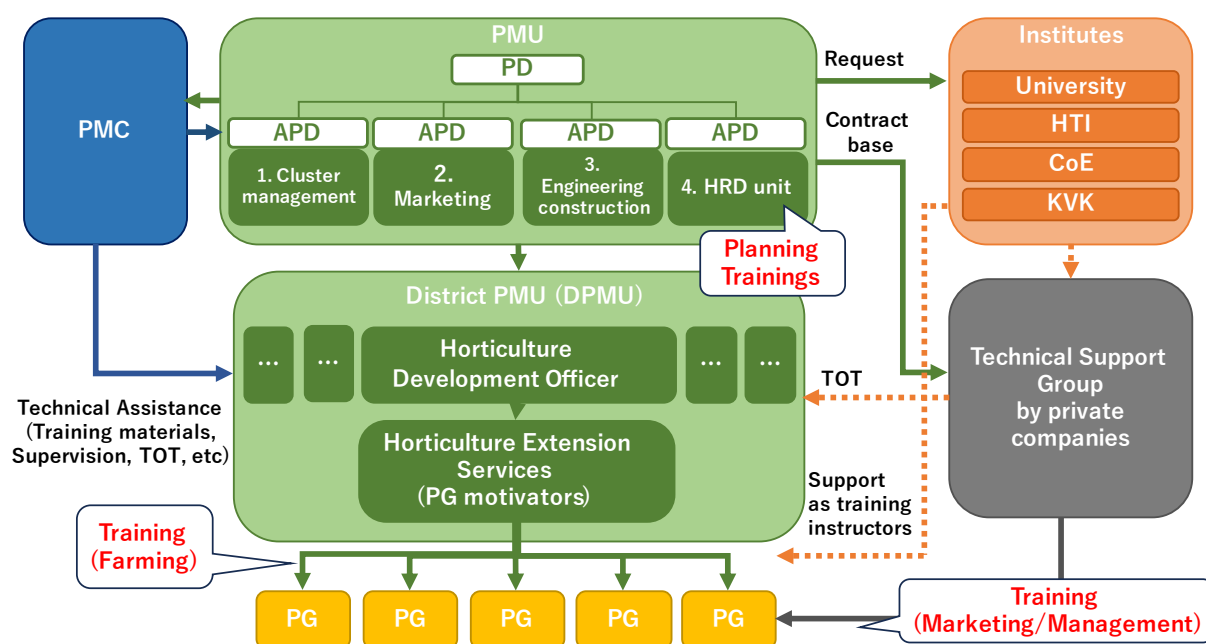 PMC
PMU
PD
APD
APD
APD
APD
1. Cluster
management
2.
Marketing
3.
Engineering
construction
4. HRD unit
Planning
Trainings
Request
Contract
base
Institutes
University
HTI
CoE
KVK
District PMU (DPMU)
...
...
Horticulture
Development Officer
...
...
Horticulture Extension
Services
(PG motivators)
TOT
Technical Support
Group
by private
companies
Technical Assistance
(Training materials,
Supervision, TOT, etc)
Support
as training
instructors
Training
(Farming)
PG
PG
PG
PG
PG
Training
(Marketing/Management)